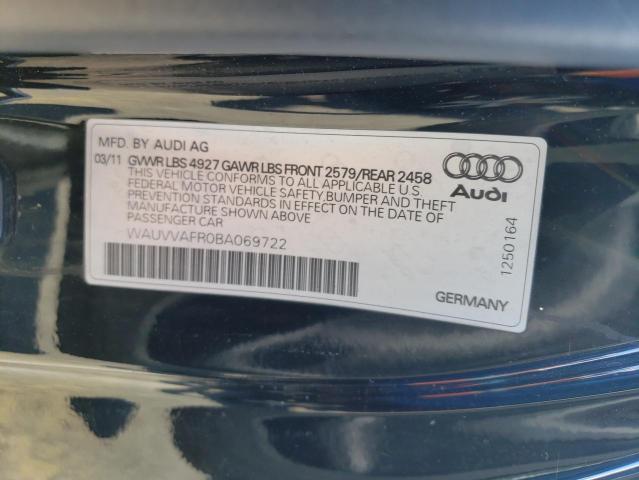 MFD. BY AUDI AG
03/11 GVWR LBS 4927 GAWR LBS FRONT 2579/REAR 2458
THIS VEHICLE CONFORMS TO ALL APPLICABLE U.S.
FEDERAL MOTOR VEHICLE SAFETY,BUMPER AND THEFT
PREVENTION STANDARDS IN EFFECT ON THE DATE OF
MANUFACTURE SHOWN ABOVE
PASSENGER CAR
WAUVVAFR0BA069722
Audi
1250164
GERMANY